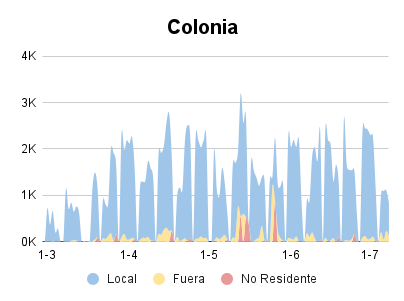 Colonia
4K
3K
2K
1K
0K
1-3 1-4 1-5 1-6 1-7
Local Fuera No Residente